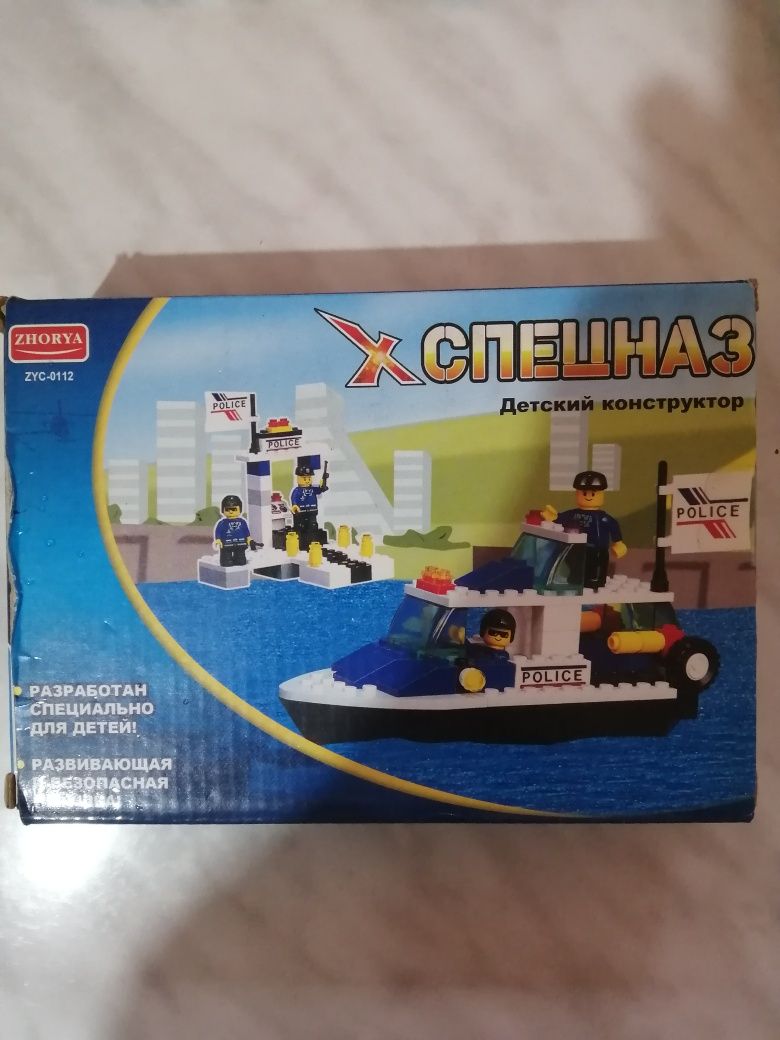 ZHORYA
ZYC-0112
Х СПЕЦНАЗ
Детский конструктор
POLICE
POLICE
POLICE
POLICE
РАЗРАБОТАН
СПЕЦИАЛЬНО
ДЛЯ ДЕТЕЙ!
РАЗВИВАЮЩАЯ
И БЕЗОПАСНАЯ